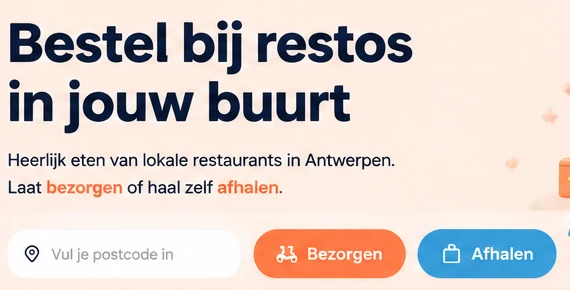 Bestel bij restos
in jouw buurt
Heerlijk eten van lokale restaurants in Antwerpen.
Laat bezorgen of haal zelf afhalen.
Vul je postcode in
Bezorgen
Afhalen